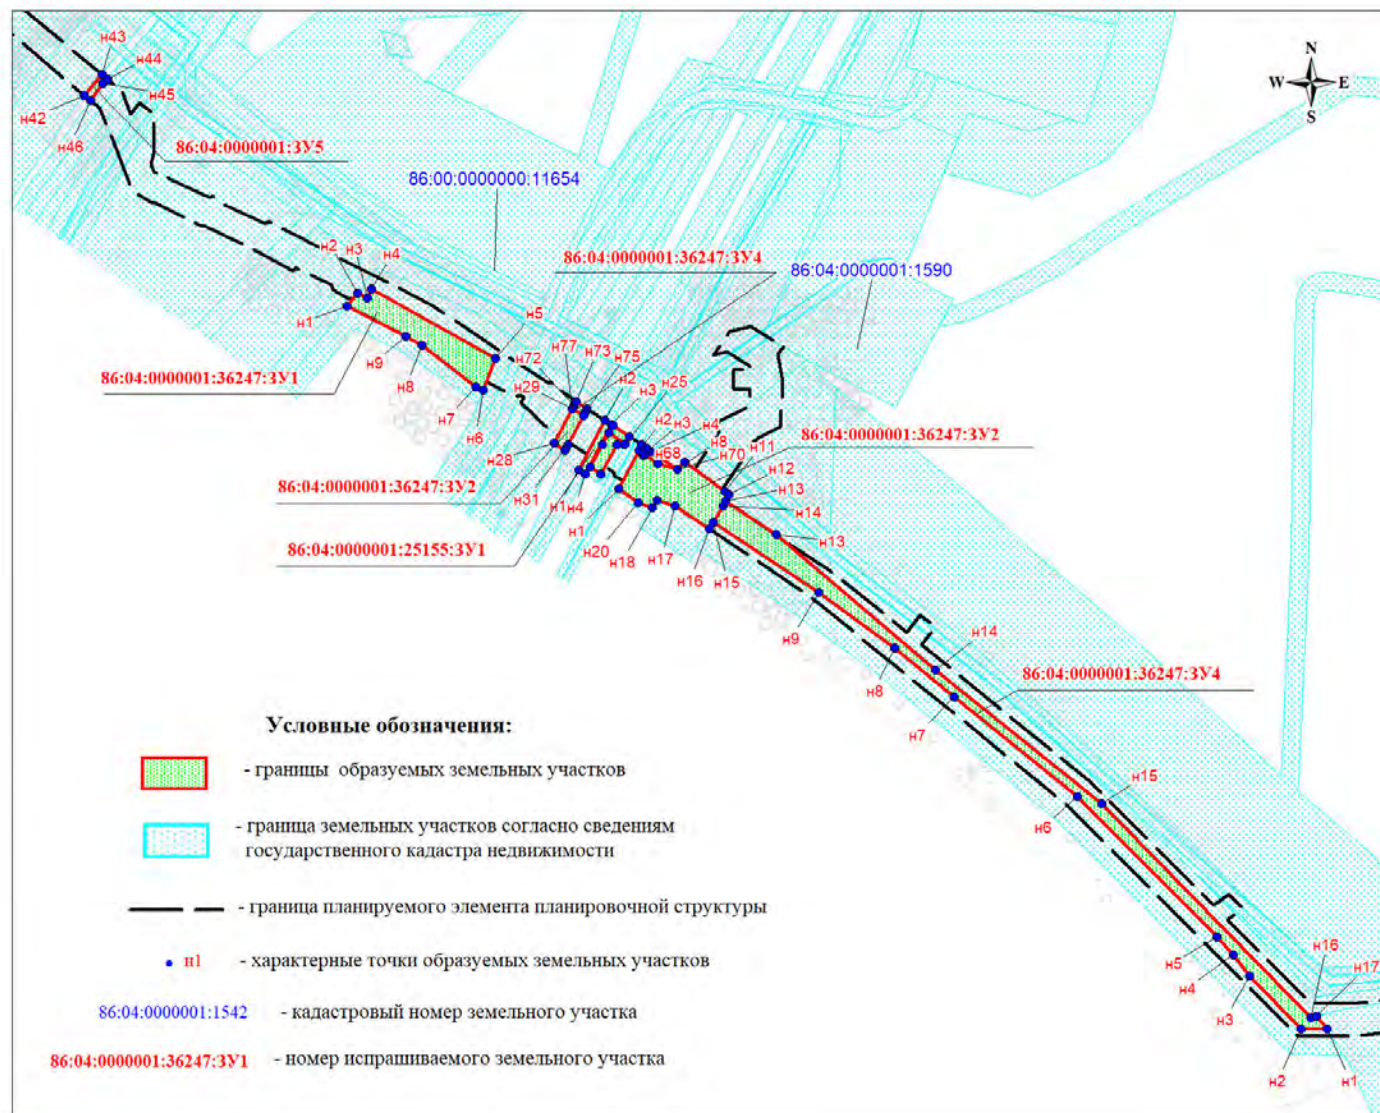 н43
н44
N
W
E
S
н45
н42
н46
86:04:0000001:ЗУ5
86:00:0000000:11654
н2
н3
н4
86:04:0000001:36247:ЗУ4
86:04:0000001:1590
н1
н5
н77
н73
н75
н72
н2
н25
н29
н3
н9
н8
86:04:0000001:36247:ЗУ1
н2
н3
н4
н7
н6
н8
н11
86:04:0000001:36247:ЗУ2
н28
н68
н70
н12
н13
86:04:0000001:36247:ЗУ2
н31
н1
н4
н14
н1
н13
86:04:0000001:25155:ЗУ1
н20
н18
н17
н16
н15
н9
н14
н8
86:04:0000001:36247:ЗУ4
н7
Условные обозначения:
- границы образуемых земельных участков
н15
н6
- граница земельных участков согласно сведениям
государственного кадастра недвижимости
- граница планируемого элемента планировочной структуры
н16
н17
н5
н1 - характерные точки образуемых земельных участков
н4
86:04:0000001:1542 - кадастровый номер земельного участка
н3
86:04:0000001:36247:ЗУ1 - номер испрашиваемого земельного участка
н2
н1